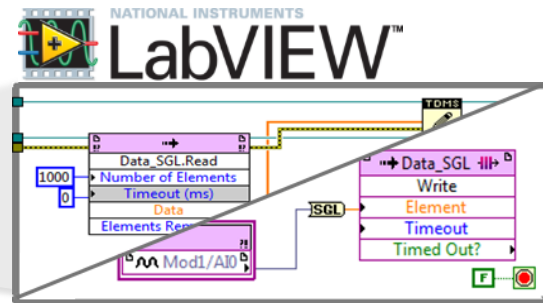 NATIONAL INSTRUMENTS
LabVIEW™
TDMS
Data_SGL.Read
1000
Number of Elements
0
Timeout (ms)
Data
Elements Rem
Data_SGL
Write
SGL
Element
Timeout
Timed Out?
Mod1/AI0
F